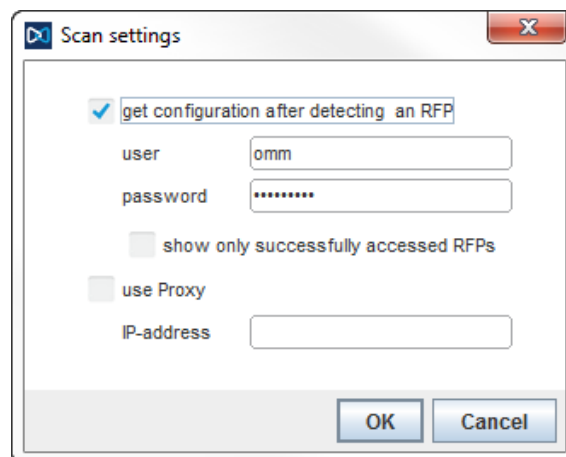 Scan settings
get configuration after detecting an RFP
user omm
password •••••••••
show only successfully accessed RFPs
use Proxy
IP-address
OK Cancel